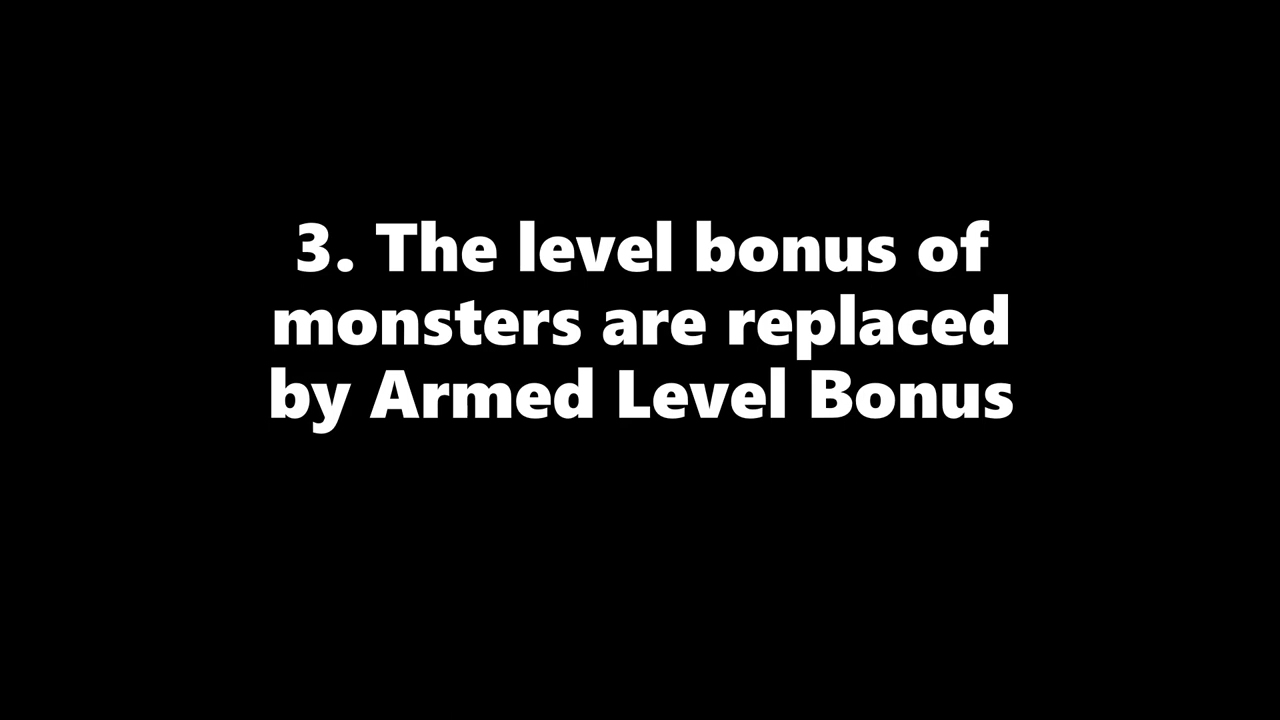 3. The level bonus of
monsters are replaced
by Armed Level Bonus